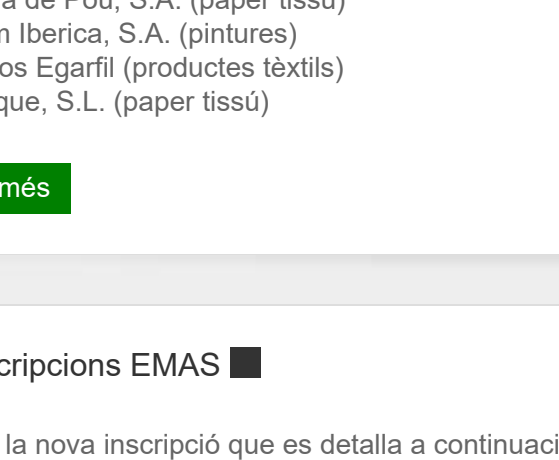 a de Pou, S.A. (paper tissú)
Iberica, S.A. (pintures)
os Egarfil (productes tèxtils)
que, S.L. (paper tissú)
més
cripcions EMAS
la nova inscripció que es detalla a continuaci